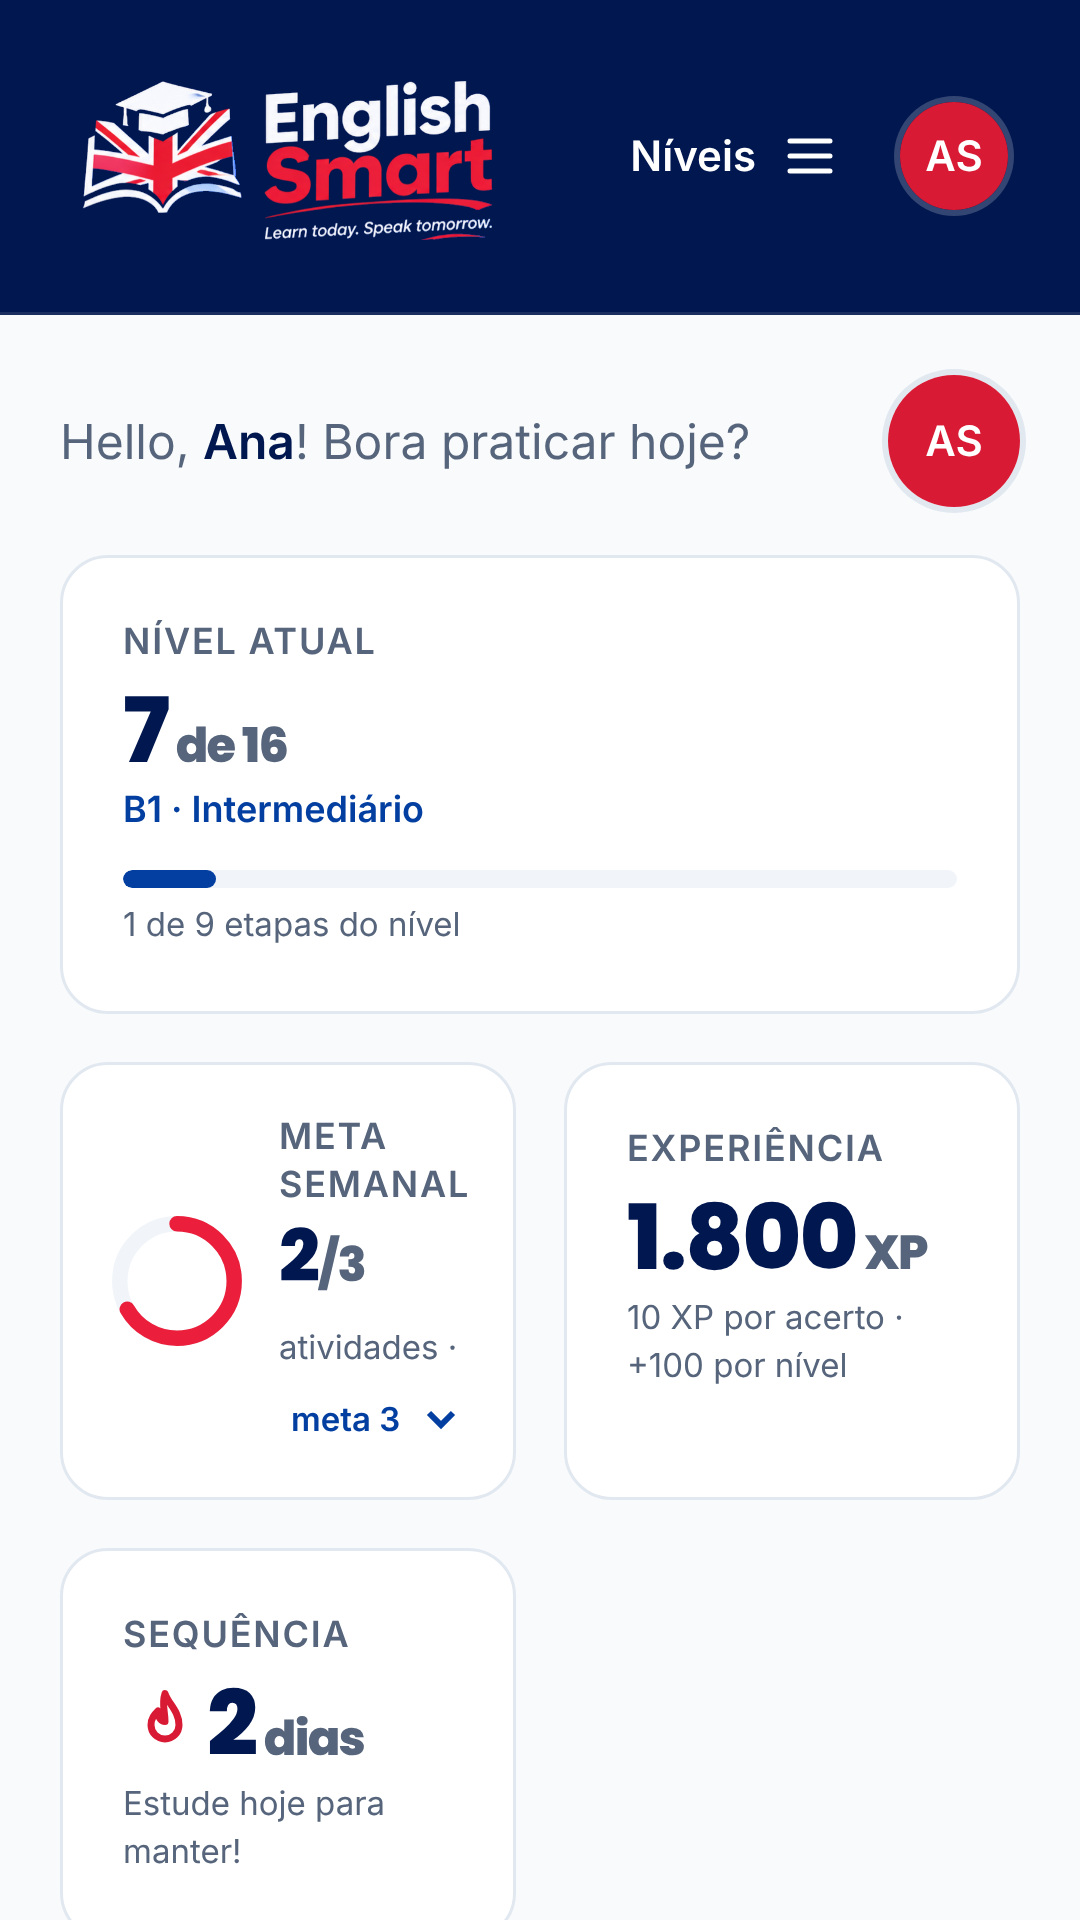 English
Smart
Learn today. Speak tomorrow.
Níveis
AS
Hello, Ana! Bora praticar hoje?
AS
NÍVEL ATUAL
7 de 16
B1 · Intermediário
1 de 9 etapas do nível
META
SEMANAL
2/3
atividades ·
meta 3
EXPERIÊNCIA
1.800 XP
10 XP por acerto ·
+100 por nível
SEQUÊNCIA
2 dias
Estude hoje para
manter!